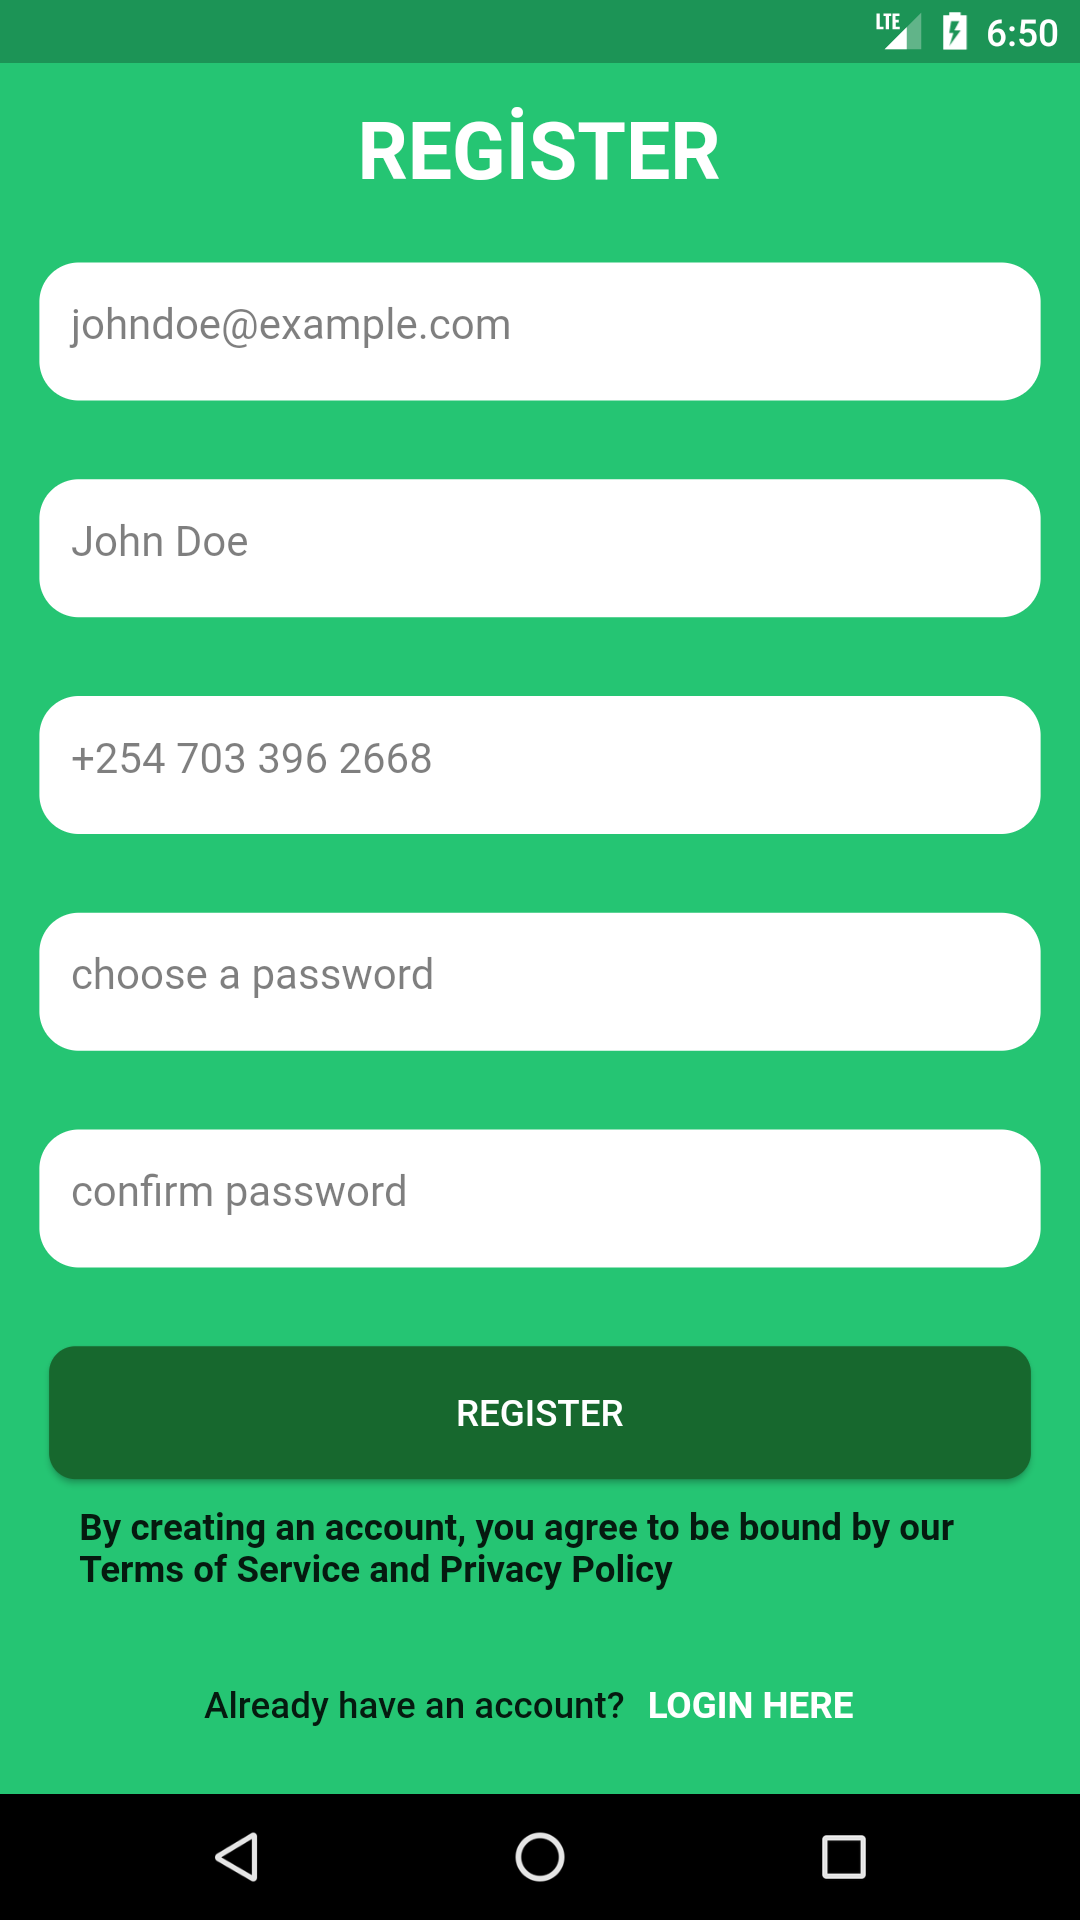 LTE 6:50
REGİSTER
johndoe@example.com
John Doe
+254 703 396 2668
choose a password
confirm password
REGISTER
By creating an account, you agree to be bound by our
Terms of Service and Privacy Policy
Already have an account? LOGIN HERE